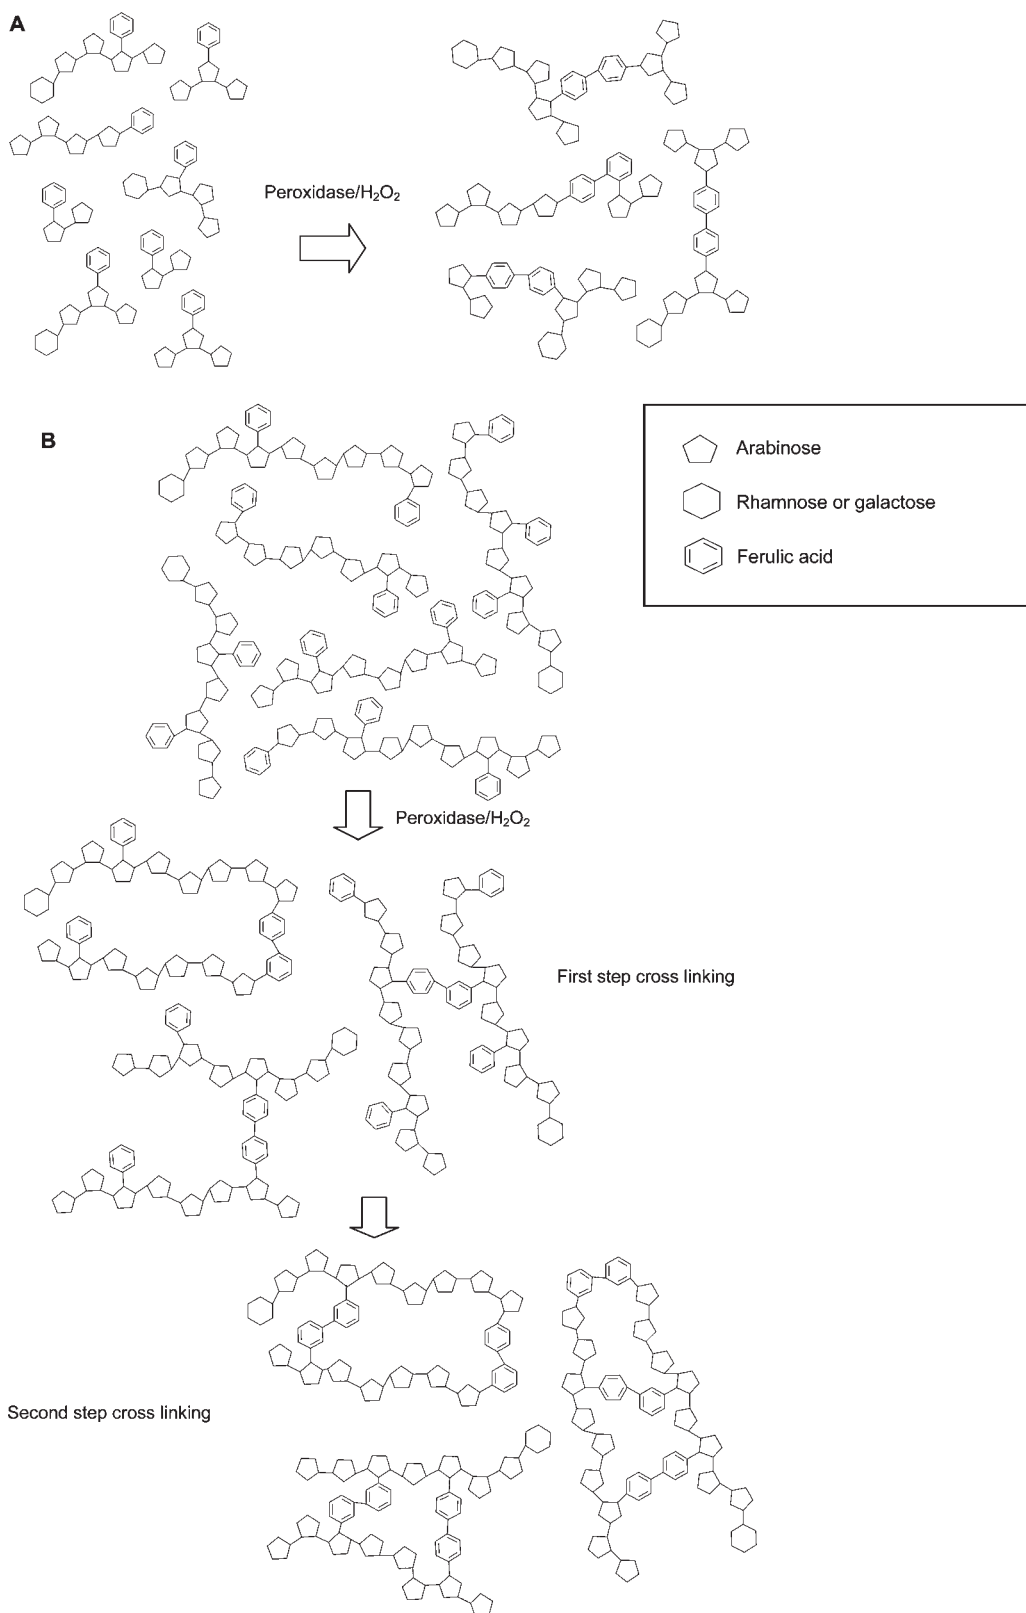 A
Peroxidase/H₂O₂
B
Arabinose
Rhamnose or galactose
Ferulic acid
Peroxidase/H₂O₂
First step cross linking
Second step cross linking